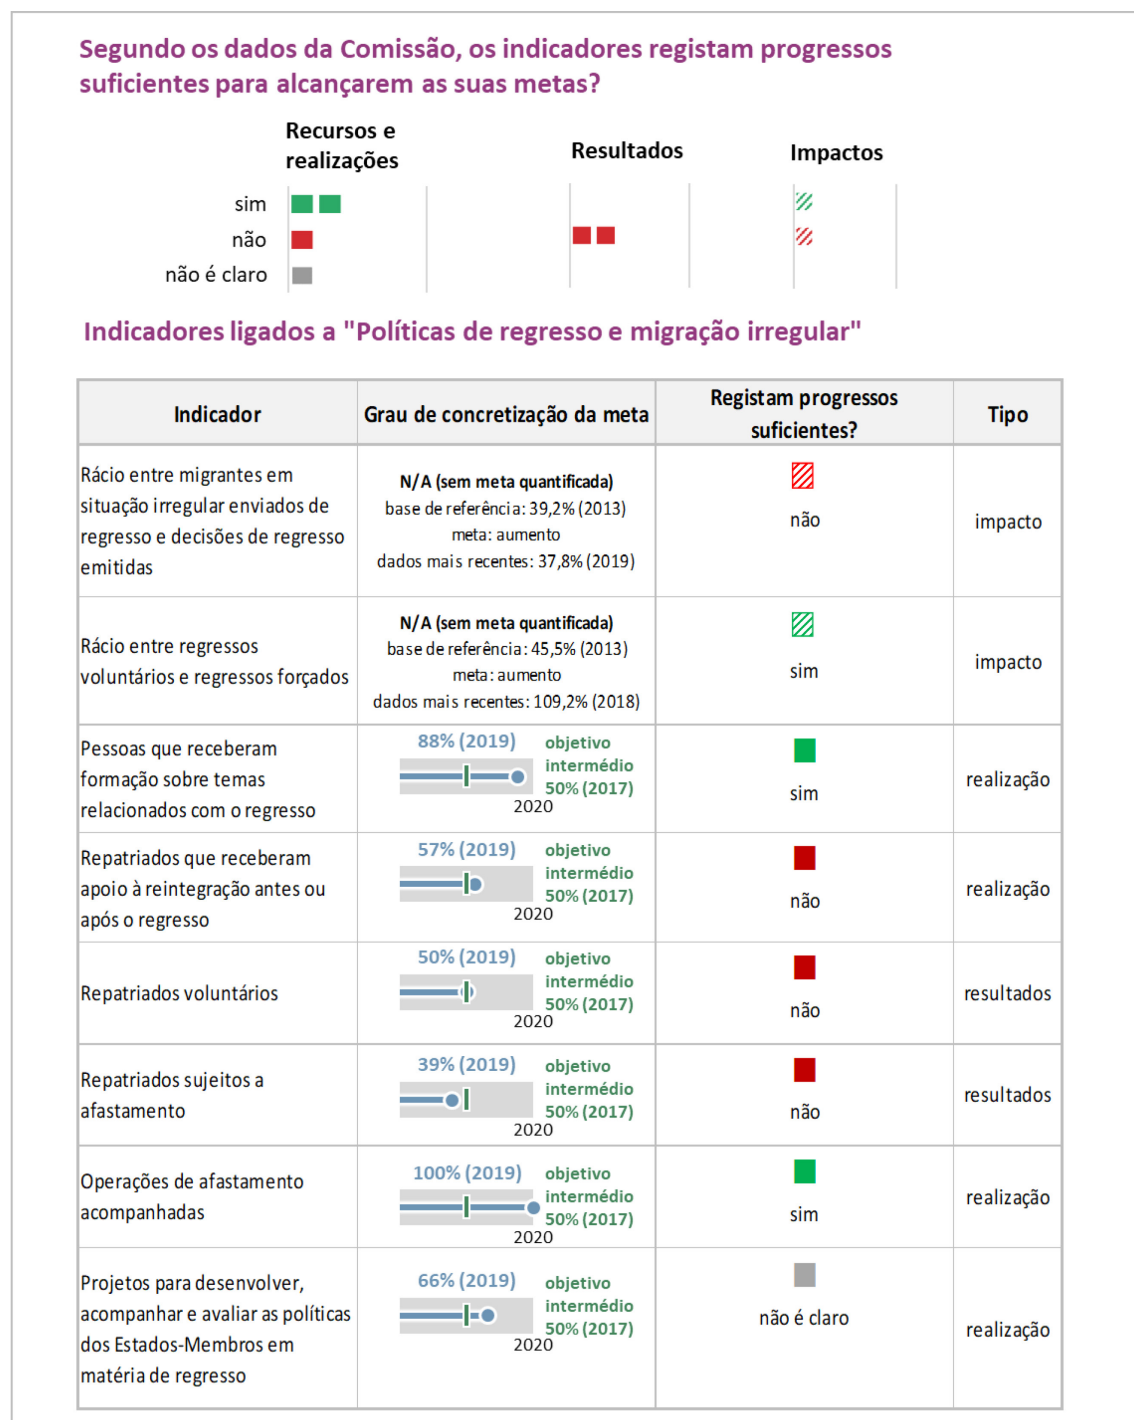 Segundo os dados da Comissão, os indicadores registam progressos
suficientes para alcançarem as suas metas?
Recursos e
realizações
Resultados
Impactos
sim
não
não é claro
Indicadores ligados a "Políticas de regresso e migração irregular"
Indicador
Grau de concretização da meta
Registam progressos
suficientes?
Tipo
Rácio entre migrantes em
situação irregular enviados de
regresso e decisões de regresso
emitidas
N/A (sem meta quantificada)
base de referência: 39,2% (2013)
meta: aumento
dados mais recentes: 37,8% (2019)
não
impacto
Rácio entre regressos
voluntários e regressos forçados
N/A (sem meta quantificada)
base de referência: 45,5% (2013)
meta: aumento
dados mais recentes: 109,2% (2018)
sim
impacto
Pessoas que receberam
formação sobre temas
relacionados com o regresso
88% (2019)
objetivo
intermédio
50% (2017)
2020
sim
realização
Repatriados que receberam
apoio à reintegração antes ou
após o regresso
57% (2019)
objetivo
intermédio
50% (2017)
2020
não
realização
Repatriados voluntários
50% (2019)
objetivo
intermédio
50% (2017)
2020
não
resultados
Repatriados sujeitos a
afastamento
39% (2019)
objetivo
intermédio
50% (2017)
2020
não
resultados
Operações de afastamento
acompanhadas
100% (2019)
objetivo
intermédio
50% (2017)
2020
sim
realização
Projetos para desenvolver,
acompanhar e avaliar as políticas
dos Estados-Membros em
matéria de regresso
66% (2019)
objetivo
intermédio
50% (2017)
2020
não é claro
realização